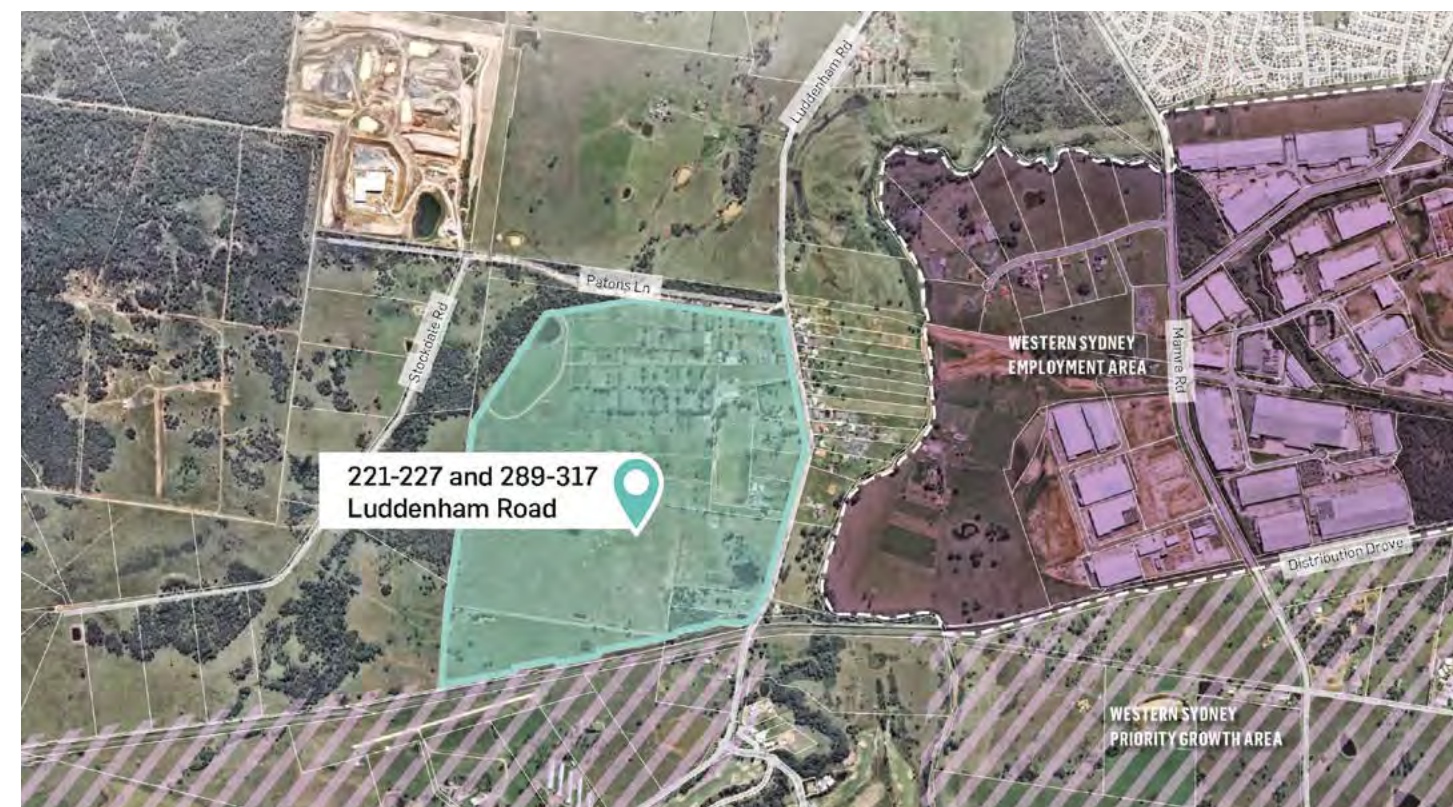 Luddenham Rd
Patons Ln
Stockdale Rd
WESTERN SYDNEY
EMPLOYMENT AREA
Mamre Rd
221-227 and 289-317
Luddenham Road
Distribution Drove
WESTERN SYDNEY
PRIORITY GROWTH AREA